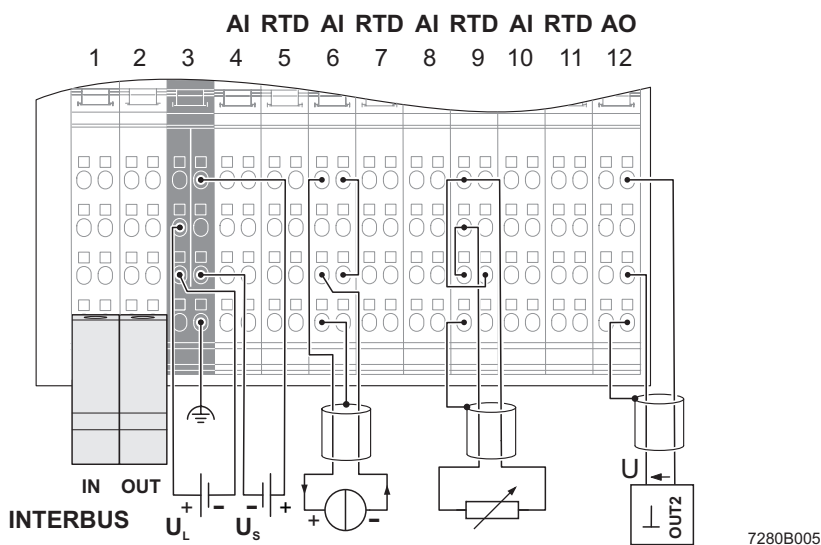 AI RTD AI RTD AI RTD AI RTD AO
1 2 3 4 5 6 7 8 9 10 11 12
IN OUT
INTERBUS
+ -
UL
- +
US
+ -
U
OUT2
7280B005